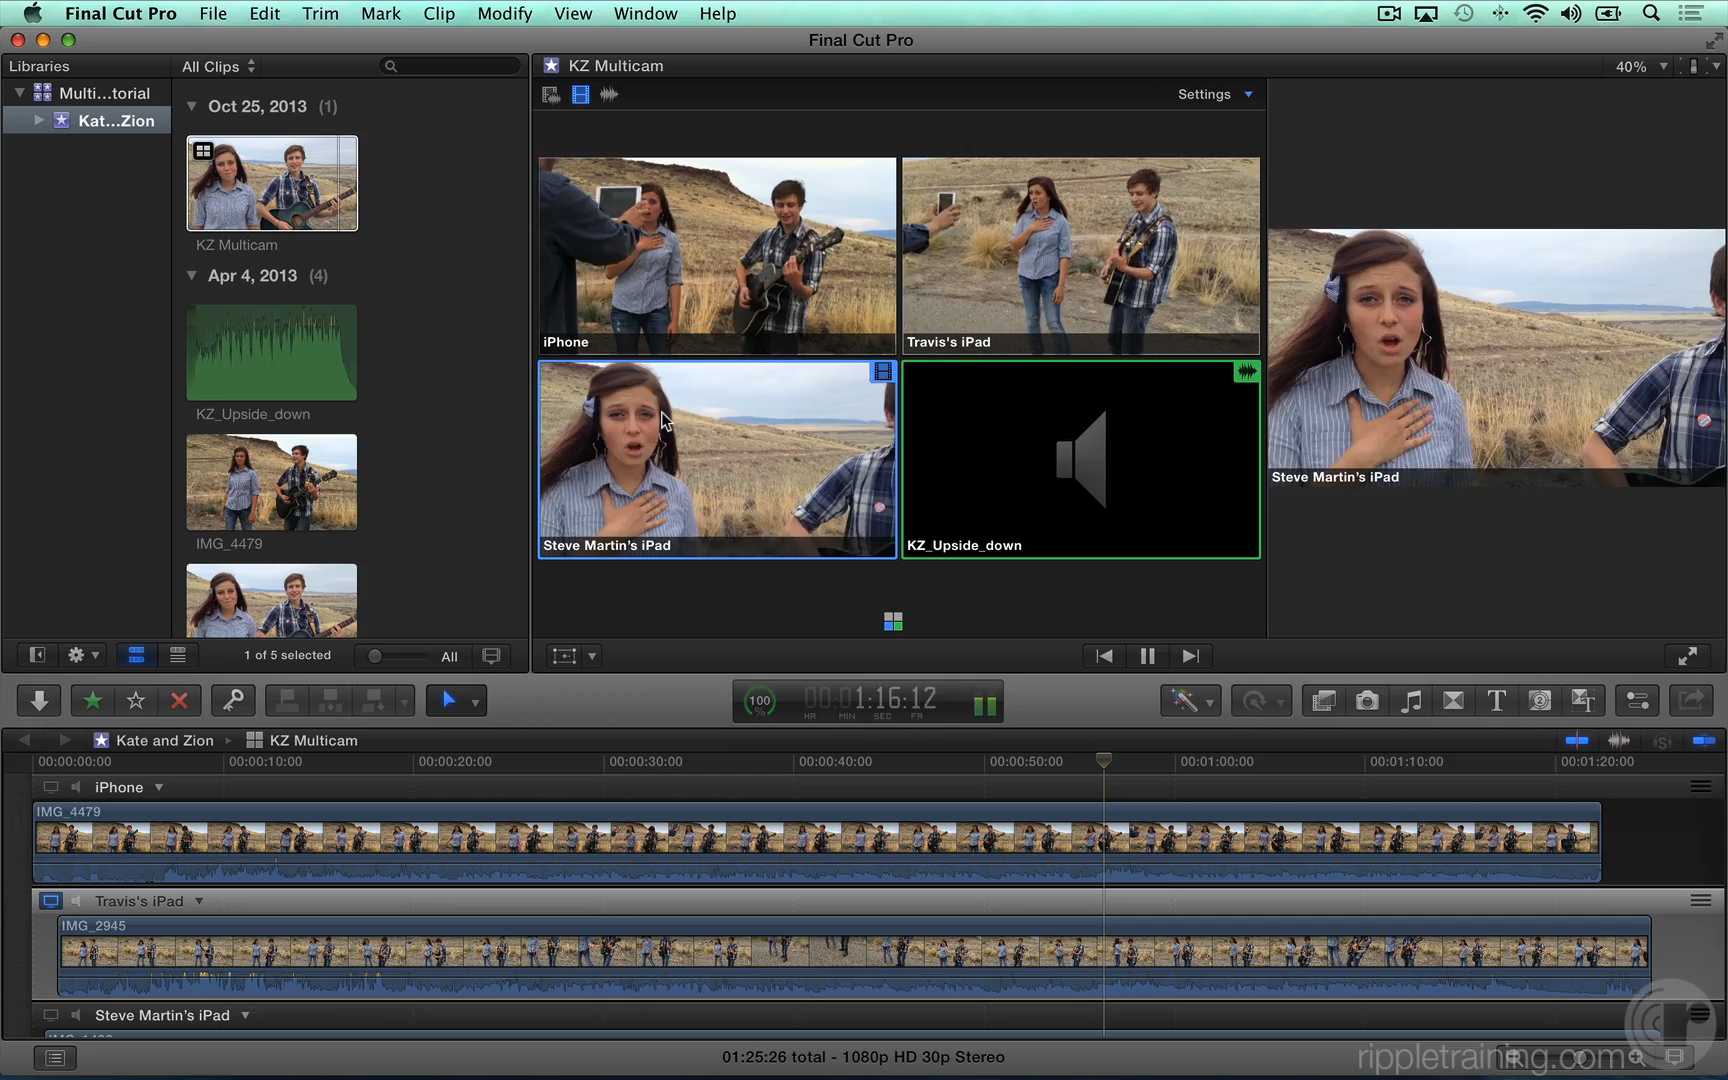 Final Cut Pro File Edit Trim Mark Clip Modify View Window Help
Final Cut Pro
Libraries
All Clips
KZ Multicam
40%
Multi...torial
Kat...Zion
Oct 25, 2013 (1)
Settings
KZ Multicam
Apr 4, 2013 (4)
KZ_Upside_down
IMG_4479
iPhone
Travis's iPad
Steve Martin's iPad
KZ_Upside_down
Steve Martin's iPad
1 of 5 selected
All
100
%
00:01:16:12
HR MIN SEC FR
Kate and Zion
KZ Multicam
00:00:00:00 00:00:10:00 00:00:20:00 00:00:30:00 00:00:40:00 00:00:50:00 00:01:00:00 00:01:10:00 00:01:20:00
iPhone
IMG_4479
Travis's iPad
IMG_2945
Steve Martin's iPad
01:25:26 total - 1080p HD 30p Stereo
rippletraining.com